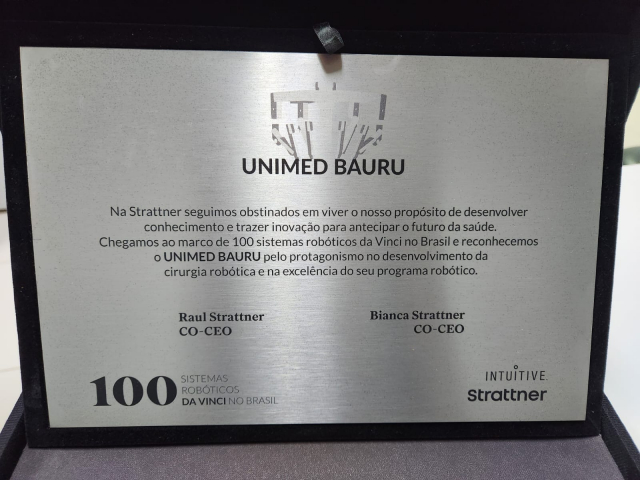 UNIMED BAURU
Na Strattner seguimos obstinados em viver o nosso propósito de desenvolver
conhecimento e trazer inovação para antecipar o futuro da saúde.
Chegamos ao marco de 100 sistemas robóticos da Vinci no Brasil e reconhecemos
o UNIMED BAURU pelo protagonismo no desenvolvimento da
cirurgia robótica e na excelência do seu programa robótico.
Raul Strattner
CO-CEO
Bianca Strattner
CO-CEO
100 SISTEMAS
ROBÓTICOS
DA VINCI NO BRASIL
INTUITIVE
strattner